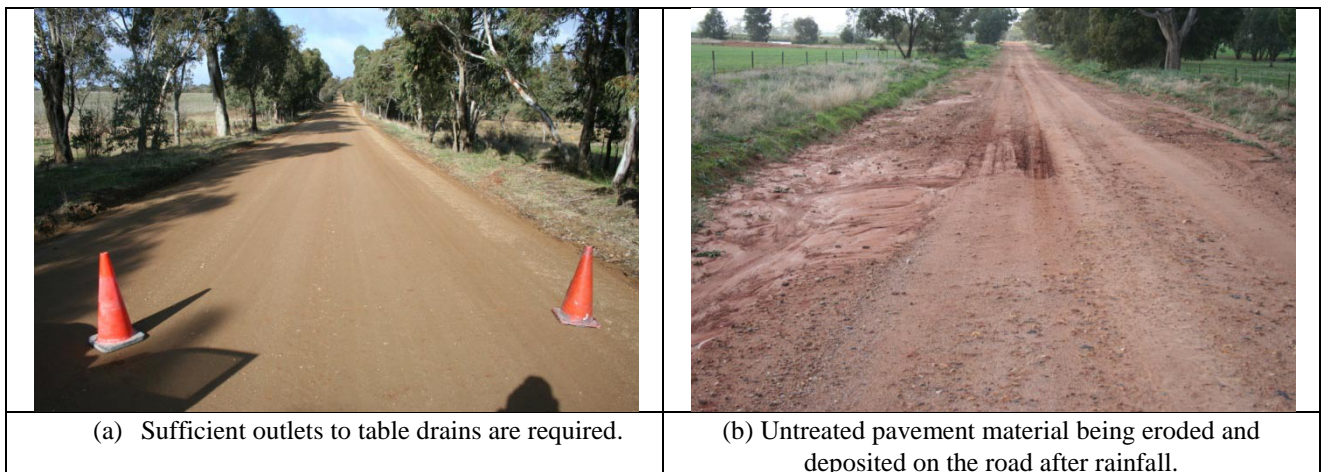 (a) Sufficient outlets to table drains are required.
(b) Untreated pavement material being eroded and
deposited on the road after rainfall.